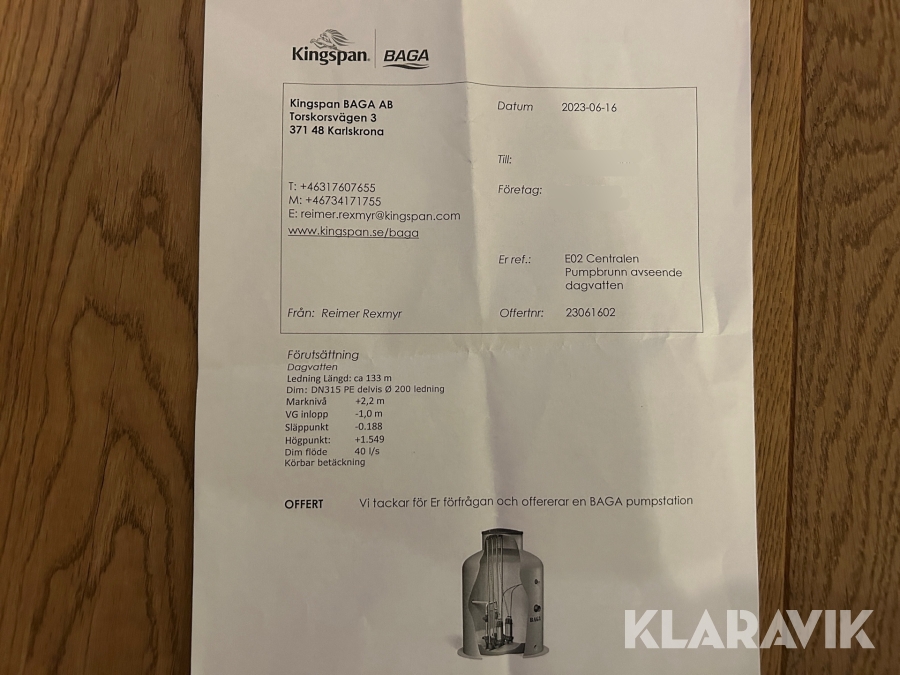 Kingspan. BAGA
Kingspan BAGA AB
Torskorsvägen 3
371 48 Karlskrona
Datum 2023-06-16
Till:
T: +46317607655
M: +46734171755
E: reimer.rexmyr@kingspan.com
www.kingspan.se/baga
Företag:
Er ref.: E02 Centralen
Pumpbrunn avseende
dagvatten
Från: Reimer Rexmyr
Offertnr: 23061602
Förutsättning
Dagvatten
Ledning Längd: ca 133 m
Dim: DN315 PE delvis Ø 200 ledning
Marknivå +2,2 m
VG inlopp -1,0 m
Släppunkt -0.188
Högpunkt: +1.549
Dim flöde 40 l/s
Körbar betäckning
OFFERT Vi tackar för Er förfrågan och offererar en BAGA pumpstation
BAGA
KLARAVIK